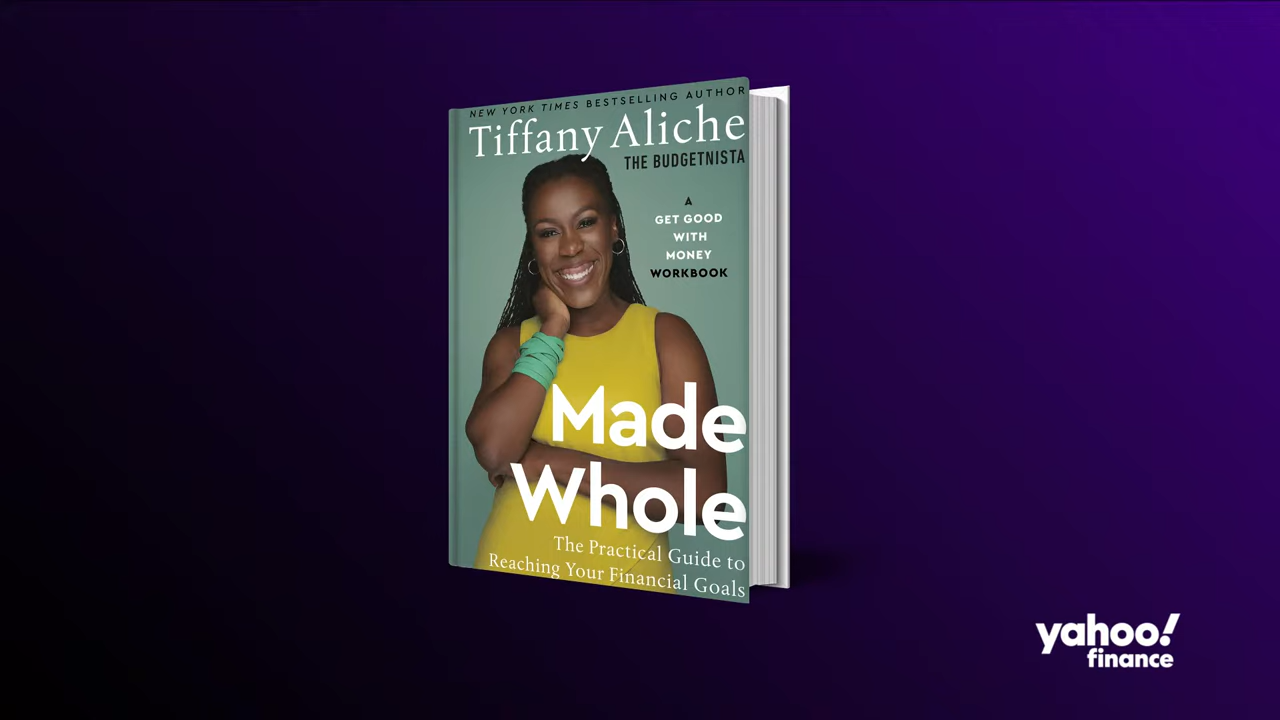 NEW YORK TIMES BESTSELLING AUTHOR
Tiffany Aliche
THE BUDGETNISTA
A
GET GOOD
WITH
MONEY
WORKBOOK
Made
Whole
The Practical Guide to
Reaching Your Financial Goals
yahoo!
finance